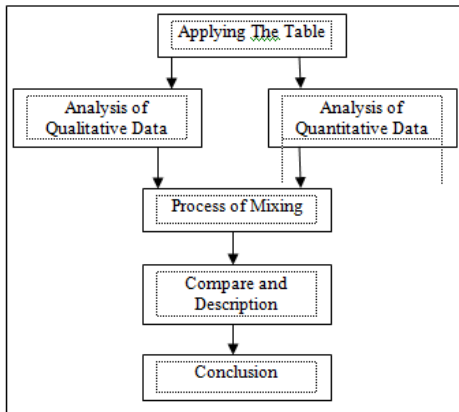 Applying The Table
Analysis of
Qualitative Data
Analysis of
Quantitative Data
Process of Mixing
Compare and
Description
Conclusion